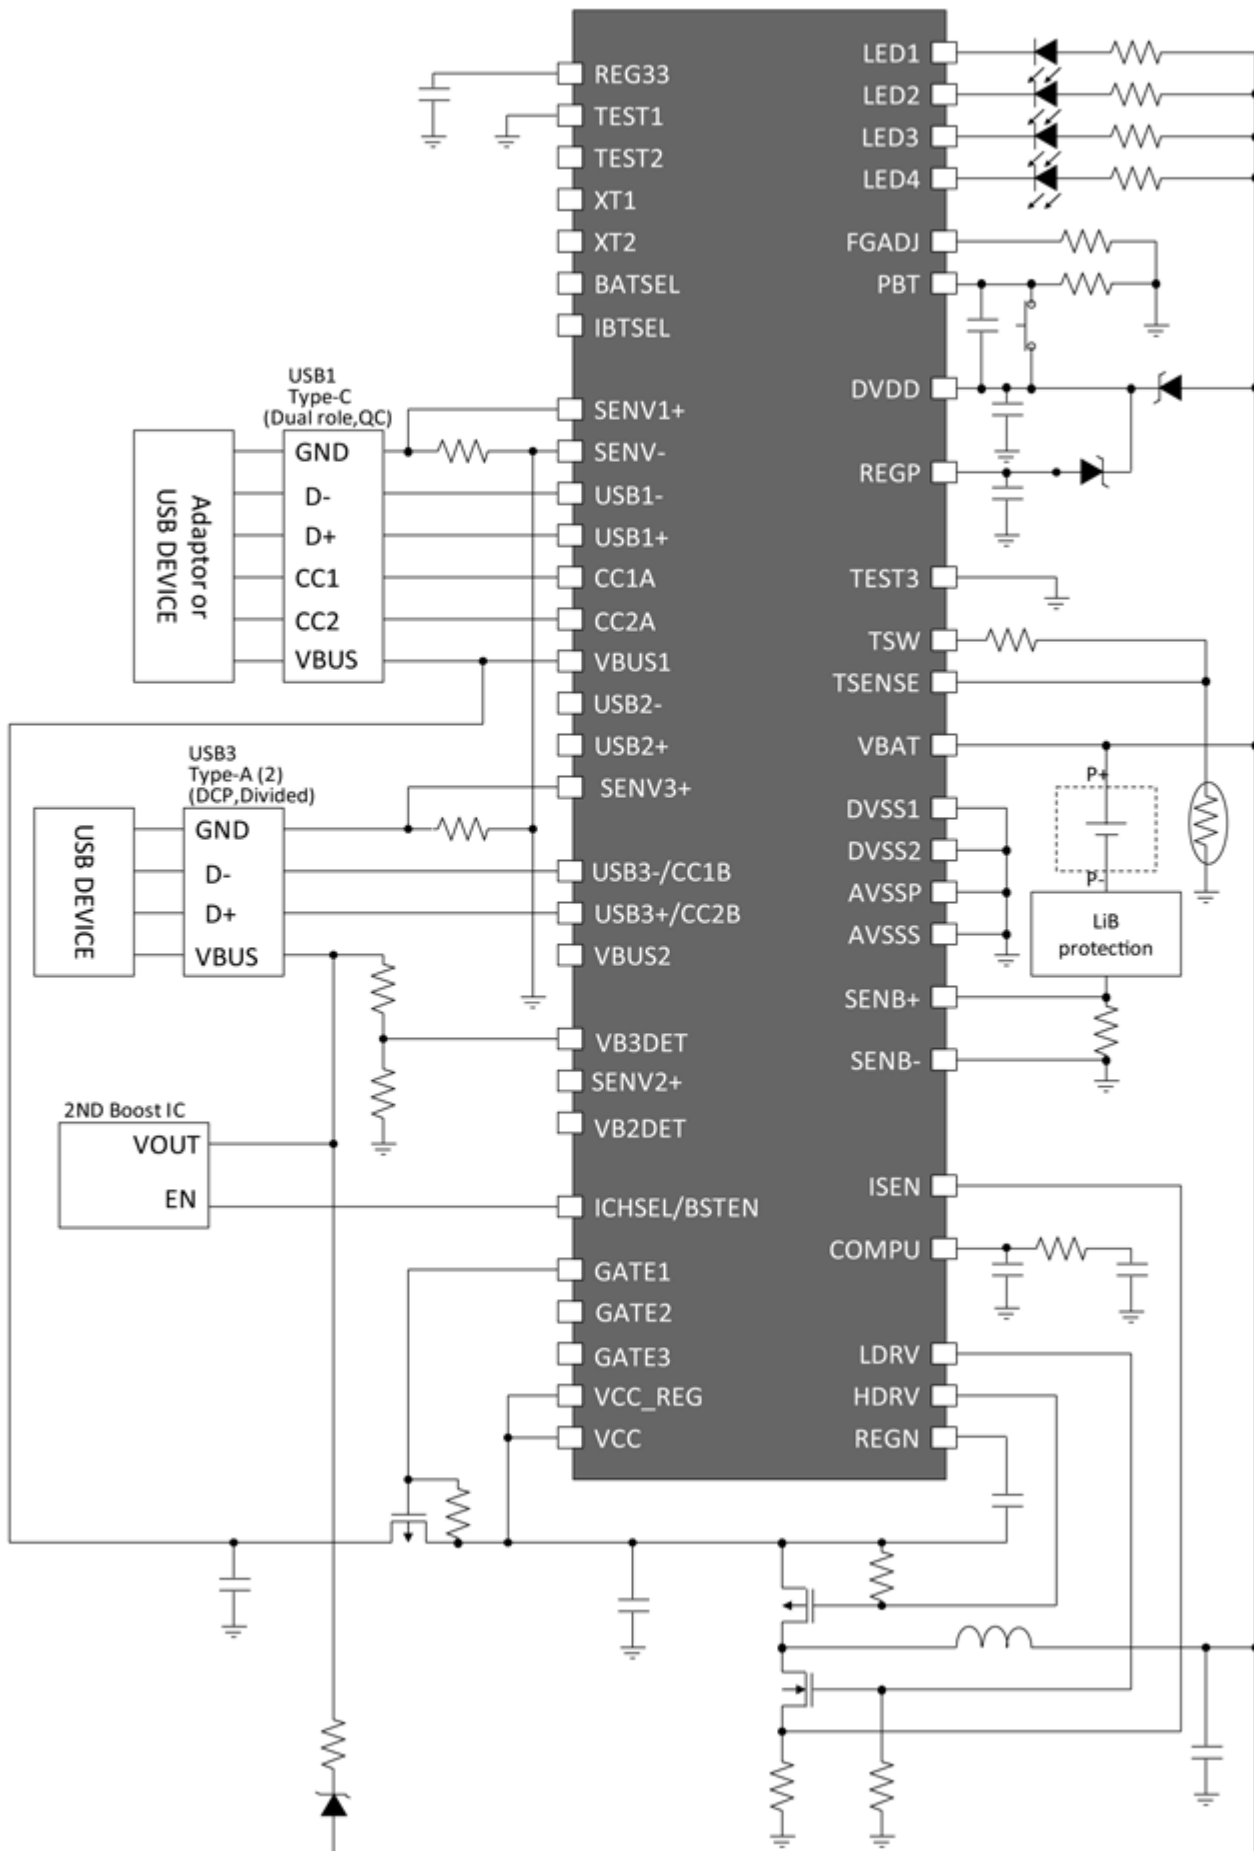 REG33
TEST1
TEST2
XT1
XT2
BATSEL
IBTSEL
SENV1+
SENV-
USB1-
USB1+
CC1A
CC2A
VBUS1
USB2-
USB2+
SENV3+
USB3-/CC1B
USB3+/CC2B
VBUS2
VB3DET
SENV2+
VB2DET
ICHSEL/BSTEN
GATE1
GATE2
GATE3
VCC_REG
VCC
LED1
LED2
LED3
LED4
FGADJ
PBT
DVDD
REGP
TEST3
TSW
TSENSE
VBAT
DVSS1
DVSS2
AVSSP
AVSSS
SENB+
SENB-
ISEN
COMPU
LDRV
HDRV
REGN
USB1
Type-C
(Dual role,QC)
GND
D-
D+
CC1
CC2
VBUS
Adaptor or
USB DEVICE
USB3
Type-A (2)
(DCP,Divided)
GND
D-
D+
VBUS
USB DEVICE
2ND Boost IC
VOUT
EN
P+
P-
LiB
protection